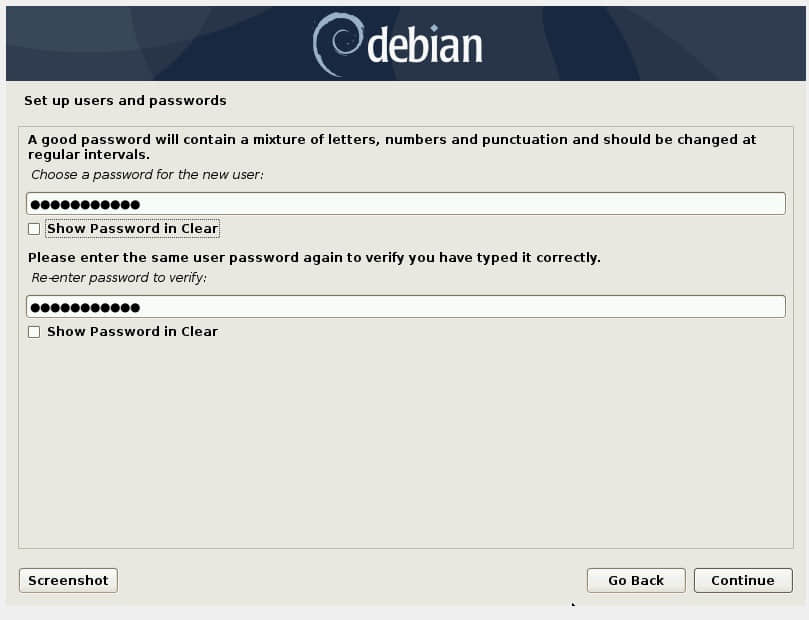 debian
Set up users and passwords
A good password will contain a mixture of letters, numbers and punctuation and should be changed at
regular intervals.
Choose a password for the new user:
●●●●●●●●●●●
Show Password in Clear
Please enter the same user password again to verify you have typed it correctly.
Re-enter password to verify:
●●●●●●●●●●●
Show Password in Clear
Screenshot
Go Back
Continue